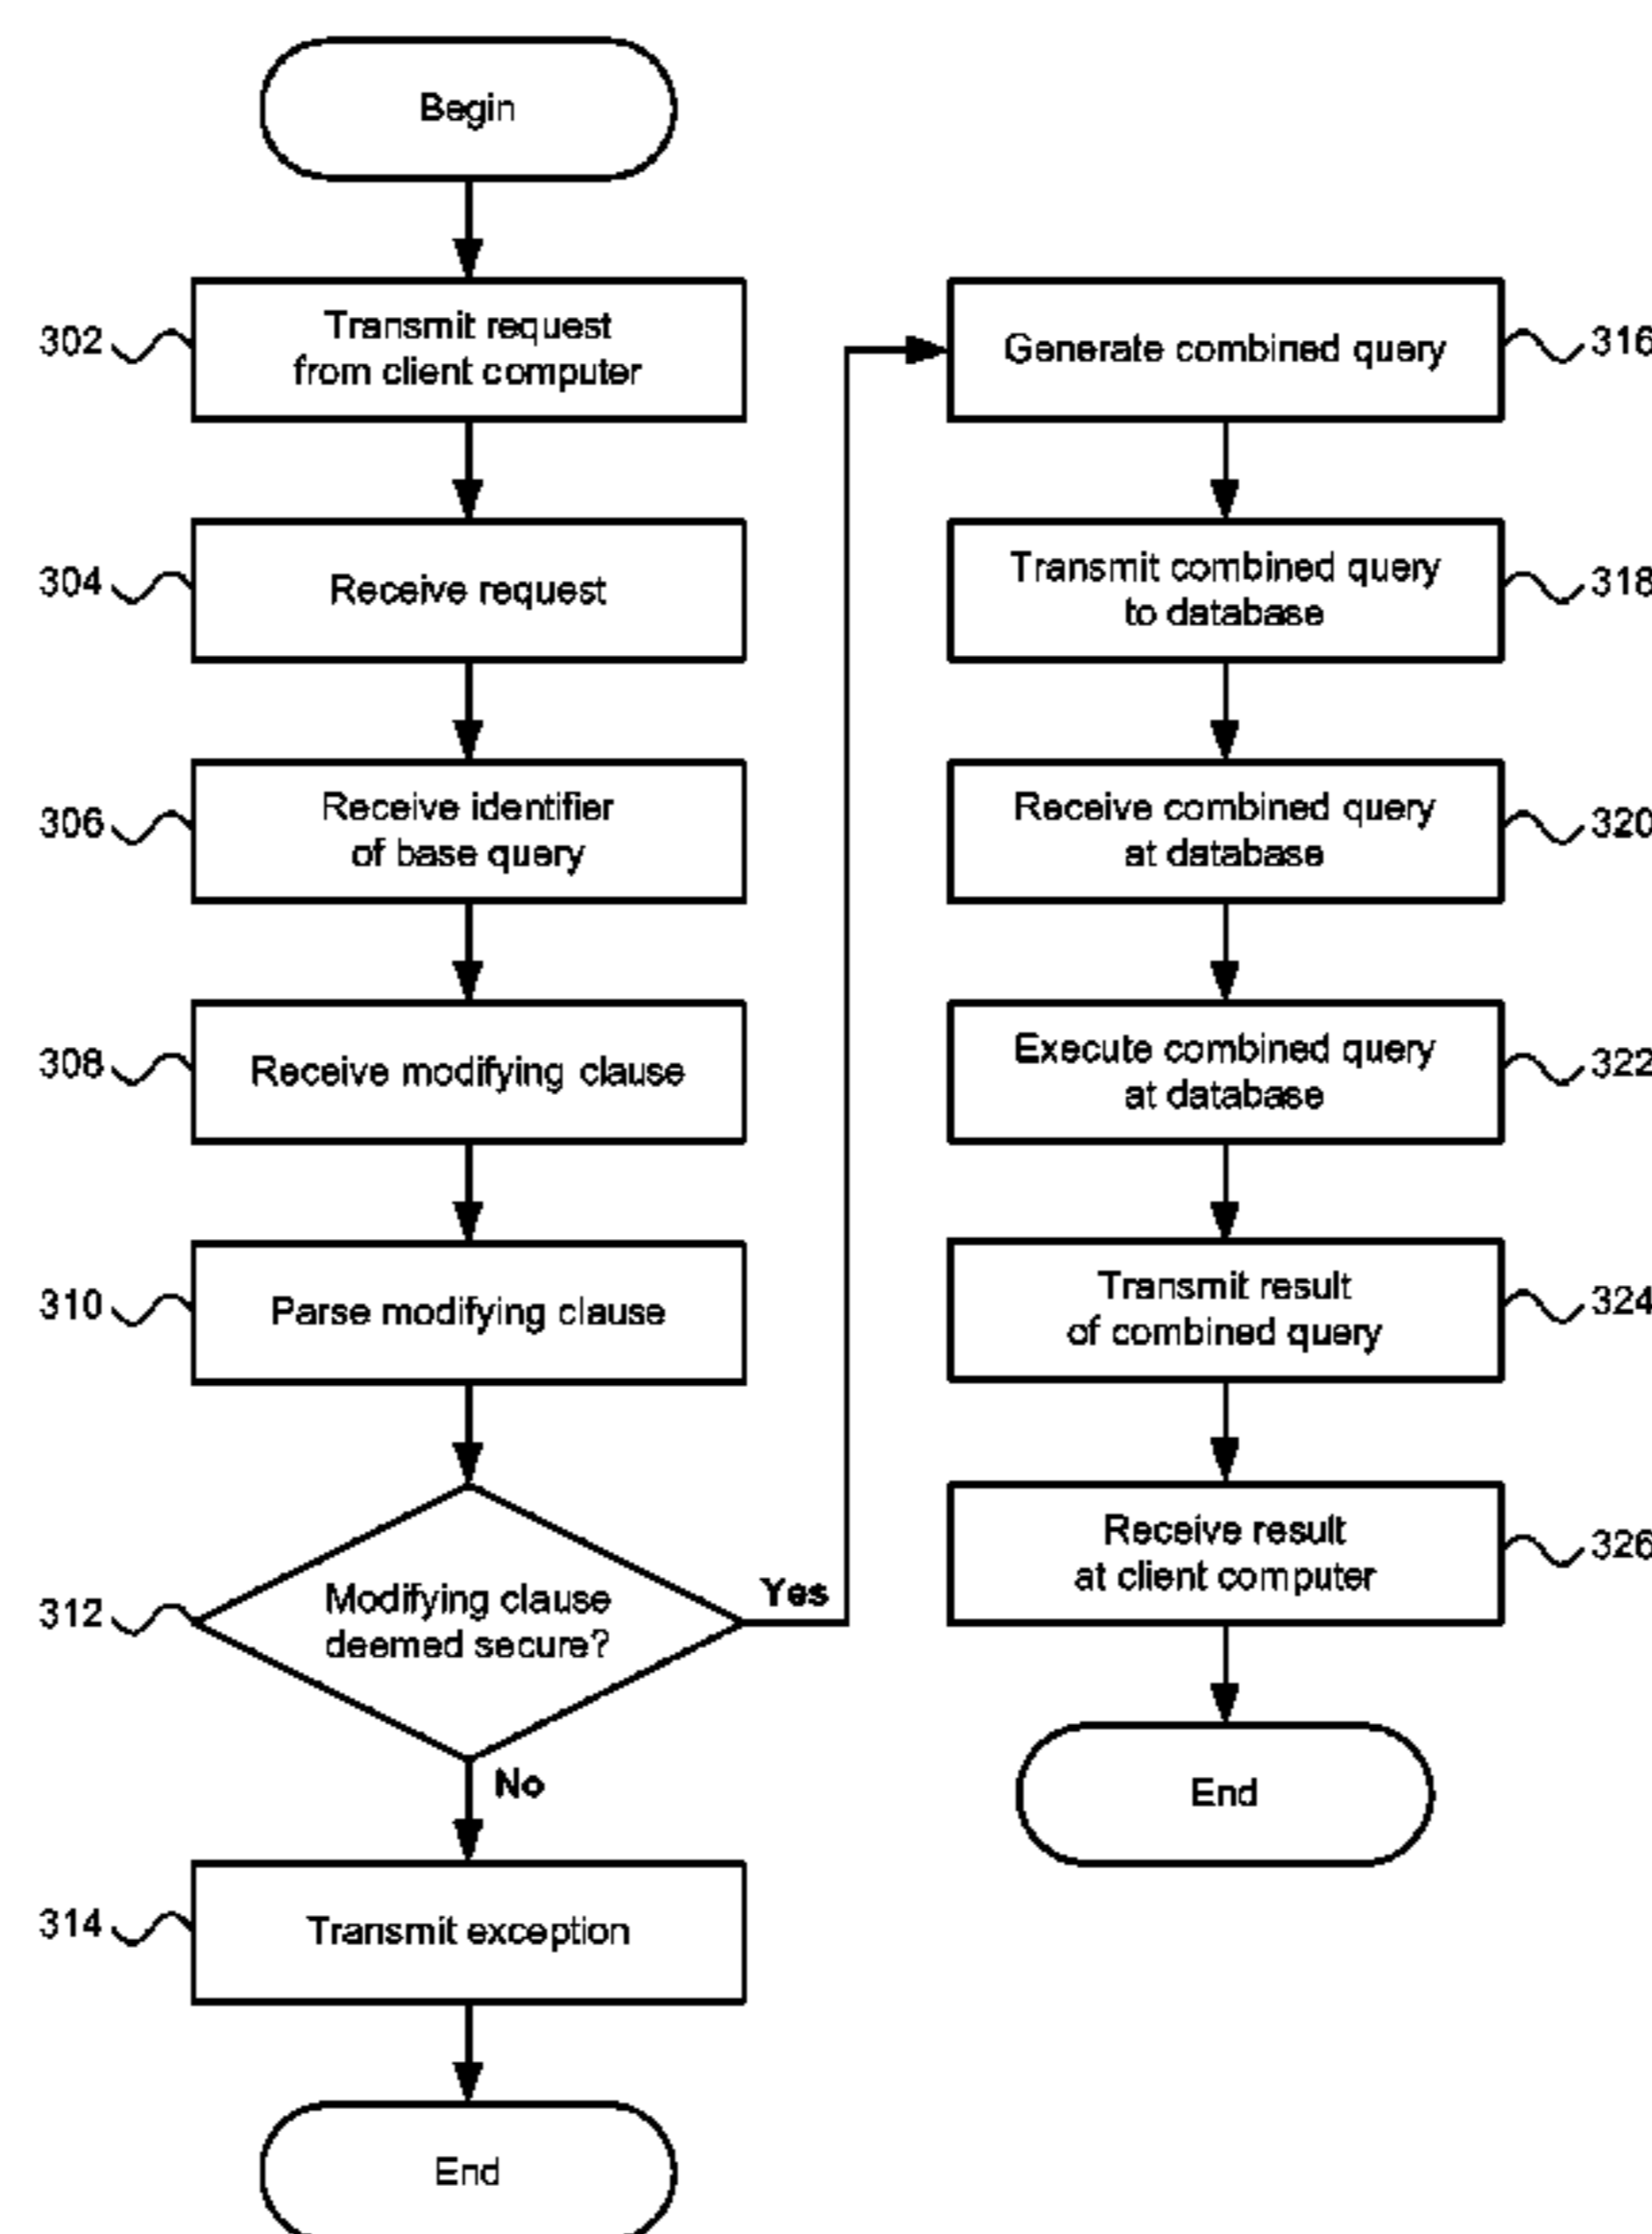 Begin
302
Transmit request
from client computer
304
Receive request
306
Receive identifier
of base query
308
Receive modifying clause
310
Parse modifying clause
312
Modifying clause
deemed secure?
Yes
No
314
Transmit exception
End
Generate combined query
316
Transmit combined query
to database
318
Receive combined query
at database
320
Execute combined query
at database
322
Transmit result
of combined query
324
Receive result
at client computer
326
End